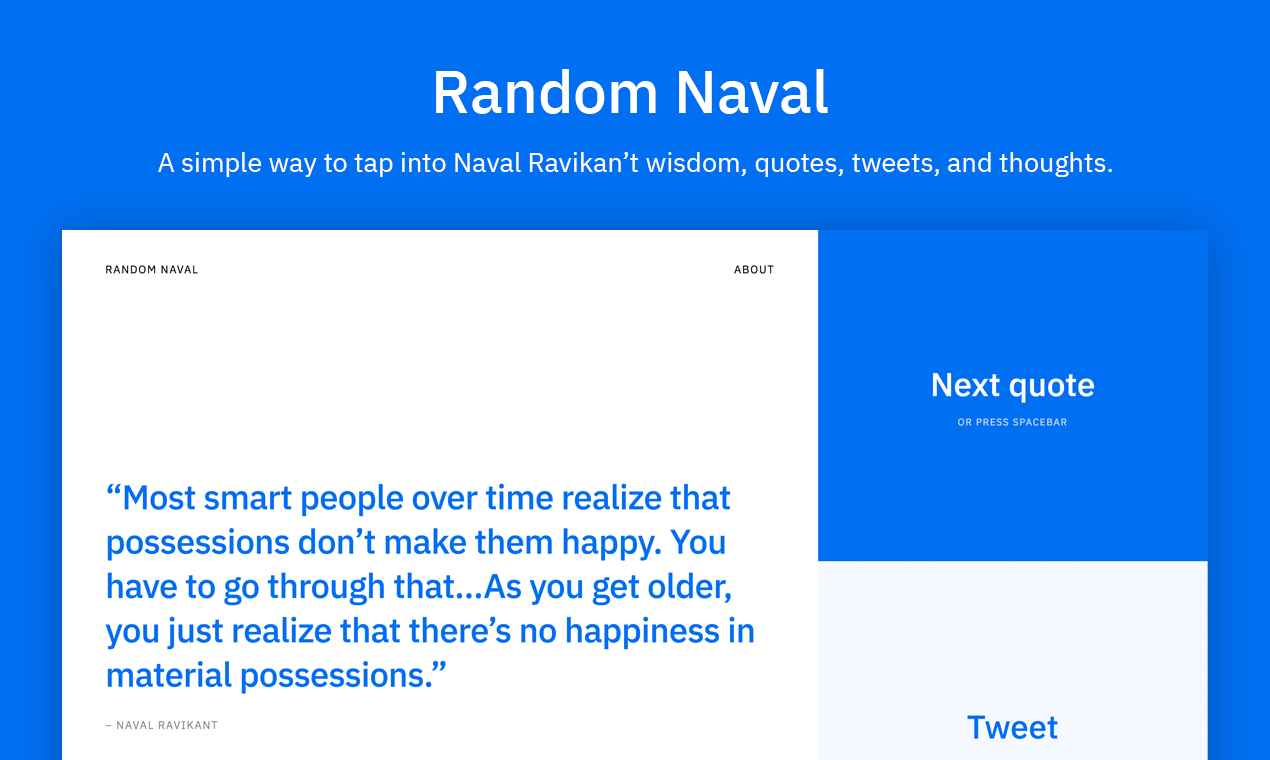 Random Naval
A simple way to tap into Naval Ravikan’t wisdom, quotes, tweets, and thoughts.
RANDOM NAVAL
ABOUT
“Most smart people over time realize that
possessions don’t make them happy. You
have to go through that...As you get older,
you just realize that there’s no happiness in
material possessions.”
– NAVAL RAVIKANT
Next quote
OR PRESS SPACEBAR
Tweet